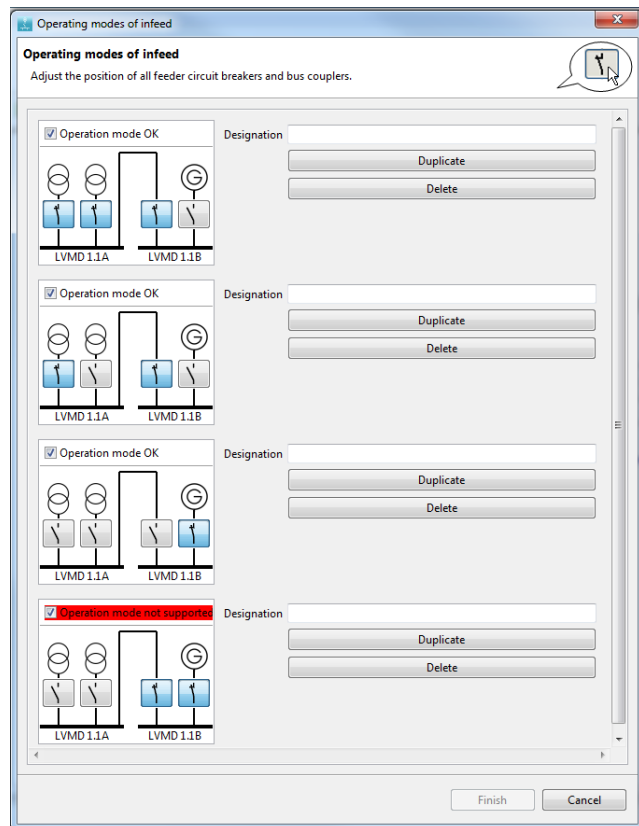 Operating modes of infeed
Operating modes of infeed
Adjust the position of all feeder circuit breakers and bus couplers.
Operation mode OK
Designation
Duplicate
Delete
G
LVMD 1.1A
LVMD 1.1B
Operation mode OK
Designation
Duplicate
Delete
G
LVMD 1.1A
LVMD 1.1B
Operation mode OK
Designation
Duplicate
Delete
G
LVMD 1.1A
LVMD 1.1B
Operation mode not supported
Designation
Duplicate
Delete
G
LVMD 1.1A
LVMD 1.1B
Finish
Cancel